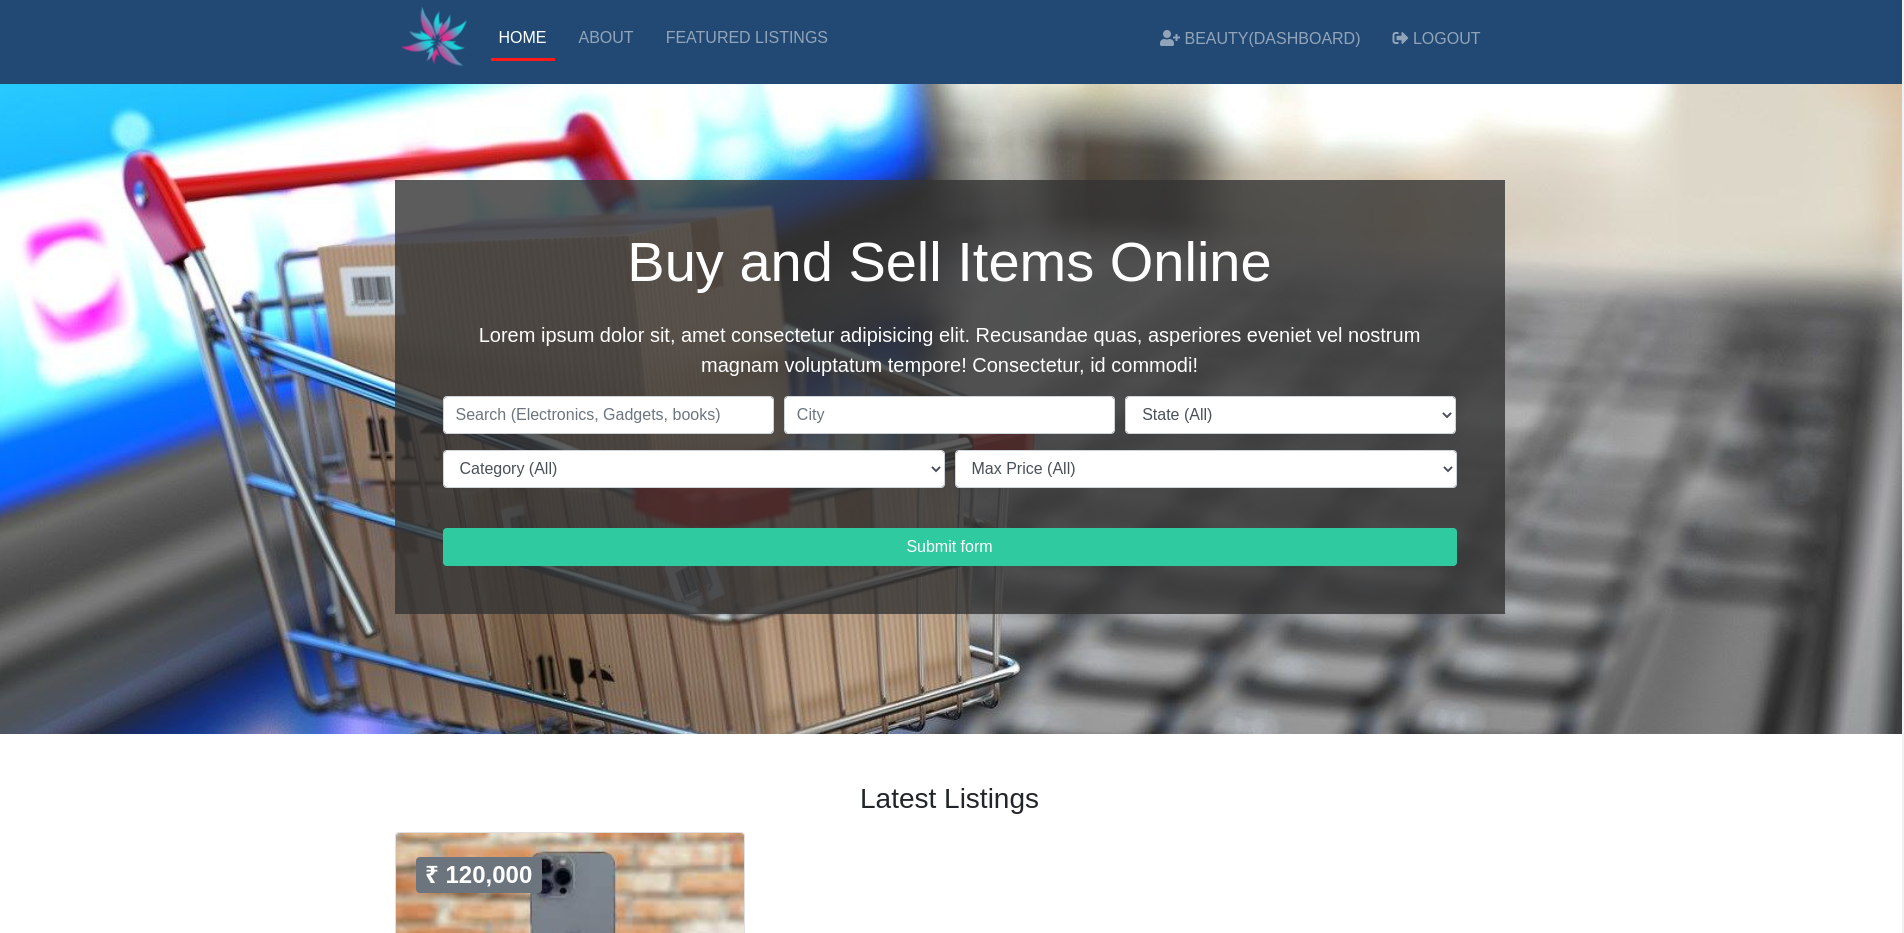 HOME ABOUT FEATURED LISTINGS BEAUTY(DASHBOARD) LOGOUT
Buy and Sell Items Online
Lorem ipsum dolor sit, amet consectetur adipisicing elit. Recusandae quas, asperiores eveniet vel nostrum
magnam voluptatum tempore! Consectetur, id commodi!
Search (Electronics, Gadgets, books) City State (All)
Category (All) Max Price (All)
Submit form
Latest Listings
₹ 120,000